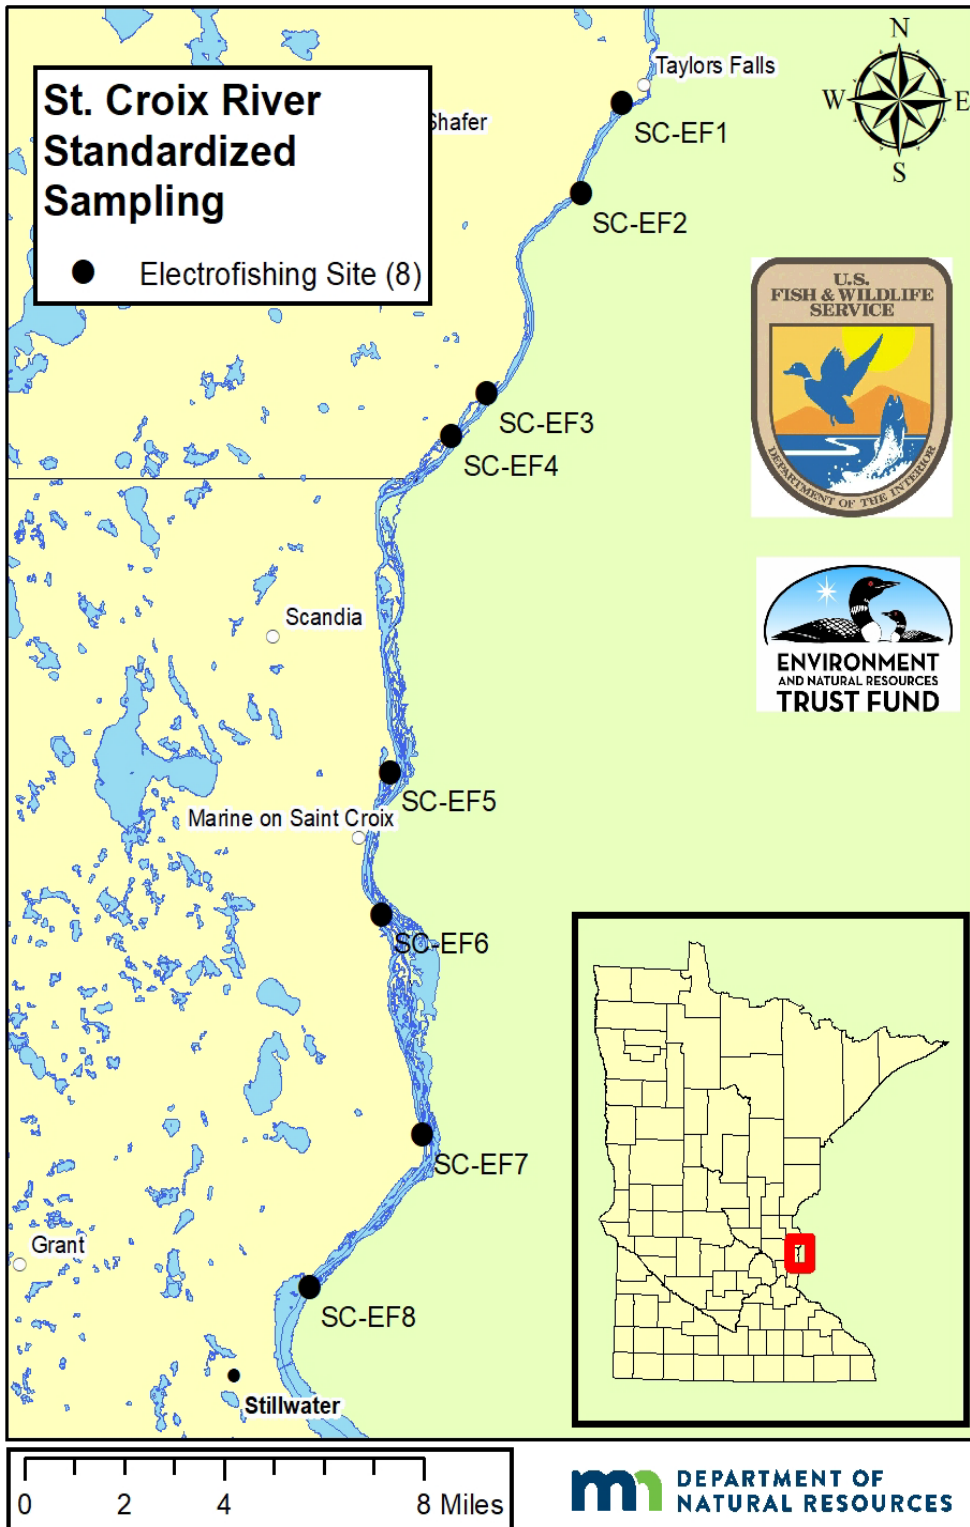 St. Croix River
Standardized
Sampling
Electrofishing Site (8)
Taylors Falls
Shafer
N
W
E
S
SC-EF1
SC-EF2
U.S.
FISH & WILDLIFE
SERVICE
DEPARTMENT OF THE INTERIOR
SC-EF3
SC-EF4
Scandia
ENVIRONMENT
AND NATURAL RESOURCES
TRUST FUND
SC-EF5
Marine on Saint Croix
SC-EF6
SC-EF7
Grant
SC-EF8
Stillwater
0 2 4 8 Miles
mn DEPARTMENT OF
NATURAL RESOURCES